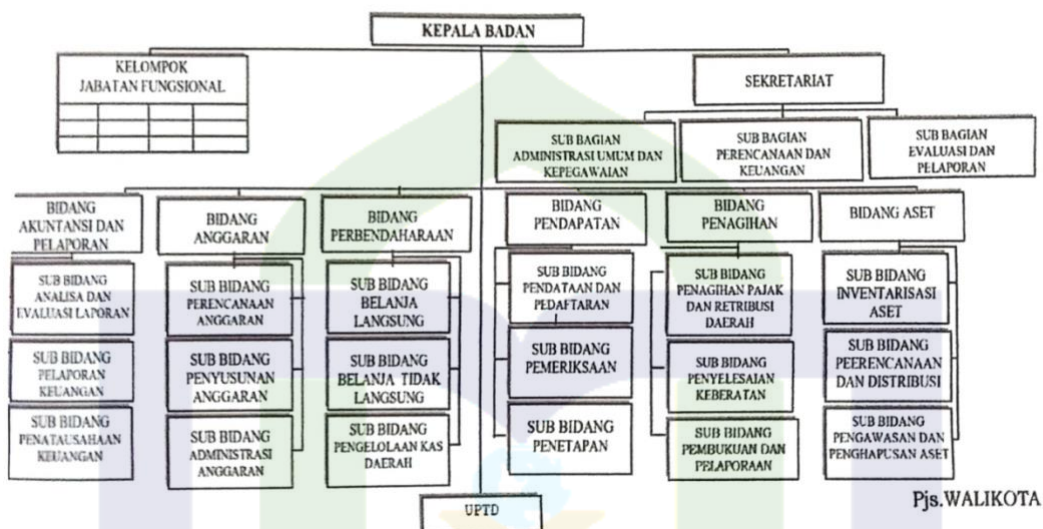 KEPALA BADAN
KELOMPOK
JABATAN FUNGSIONAL
SEKRETARIAT
SUB BAGIAN
ADMINISTRASI UMUM DAN
KEPEGAWAIAN
SUB BAGIAN
PERENCANAAN DAN
KEUANGAN
SUB BAGIAN
EVALUASI DAN
PELAPORAN
BIDANG
AKUNTANSI DAN
PELAPORAN
BIDANG
ANGGARAN
BIDANG
PERBENDAHARAAN
BIDANG
PENDAPATAN
BIDANG
PENAGIHAN
BIDANG ASET
SUB BIDANG
ANALISA DAN
EVALUASI LAPORAN
SUB BIDANG
PERENCANAAN
ANGGARAN
SUB BIDANG
BELANJA
LANGSUNG
SUB BIDANG
PENDATAAN DAN
PEDAFTARAN
SUB BIDANG
PENAGIHAN PAJAK
DAN RETRIBUSI
DAERAH
SUB BIDANG
INVENTARISASI
ASET
SUB BIDANG
PELAPORAN
KEUANGAN
SUB BIDANG
PENYUSUNAN
ANGGARAN
SUB BIDANG
BELANJA TIDAK
LANGSUNG
SUB BIDANG
PEMERIKSAAN
SUB BIDANG
PENYELESAIAN
KEBERATAN
SUB BIDANG
PEERENCANAAN
DAN DISTRIBUSI
SUB BIDANG
PENATAUSAHAAN
KEUANGAN
SUB BIDANG
ADMINISTRASI
ANGGARAN
SUB BIDANG
PENGELOLAAN KAS
DAERAH
SUB BIDANG
PENETAPAN
SUB BIDANG
PEMBUKUAN DAN
PELAPORAAN
SUB BIDANG
PENGAWASAN DAN
PENGHAPUSAN ASET
Pjs.WALIKOTA
UPTD